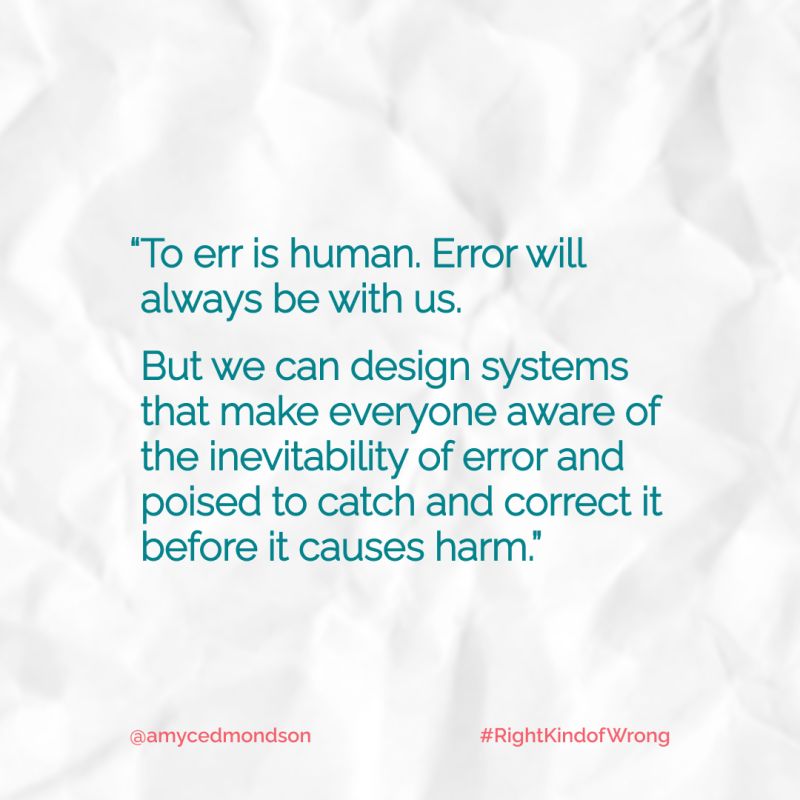 “To err is human. Error will
always be with us.
But we can design systems
that make everyone aware of
the inevitability of error and
poised to catch and correct it
before it causes harm.”
@amycedmondson
#RightKindofWrong